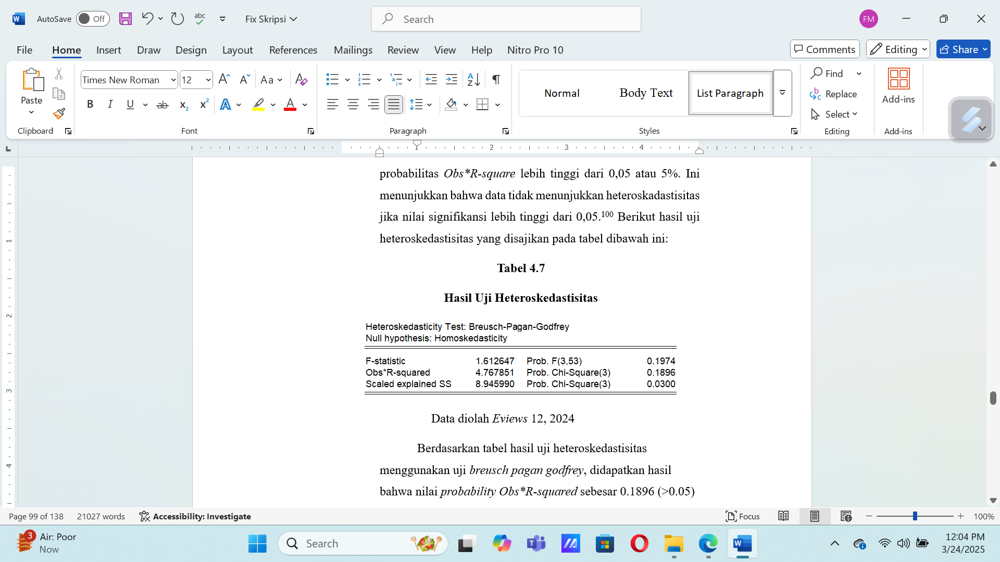 AutoSave Off abc Fix Skripsi Search FM
File Home Insert Draw Design Layout References Mailings Review View Help Nitro Pro 10 Comments Editing Share
Paste Times New Roman 12 Aa Normal Body Text List Paragraph Find Replace Select Add-ins
Clipboard Font Paragraph Styles Editing Add-ins
1 2 3 4
probabilitas Obs*R-square lebih tinggi dari 0,05 atau 5%. Ini
menunjukkan bahwa data tidak menunjukkan heteroskadastisitas
jika nilai signifikansi lebih tinggi dari 0,05.100 Berikut hasil uji
heteroskedastisitas yang disajikan pada tabel dibawah ini:
Tabel 4.7
Hasil Uji Heteroskedastisitas
Heteroskedasticity Test: Breusch-Pagan-Godfrey
Null hypothesis: Homoskedasticity
F-statistic 1.612647 Prob. F(3,53) 0.1974
Obs*R-squared 4.767851 Prob. Chi-Square(3) 0.1896
Scaled explained SS 8.945990 Prob. Chi-Square(3) 0.0300
Data diolah Eviews 12, 2024
Berdasarkan tabel hasil uji heteroskedastisitas
menggunakan uji breusch pagan godfrey, didapatkan hasil
bahwa nilai probability Obs*R-squared sebesar 0.1896 (>0.05)
1
2
3
4
Page 99 of 138 21027 words Accessibility: Investigate Focus 100%
3 Air: Poor
Now
Search
12:04 PM
3/24/2025